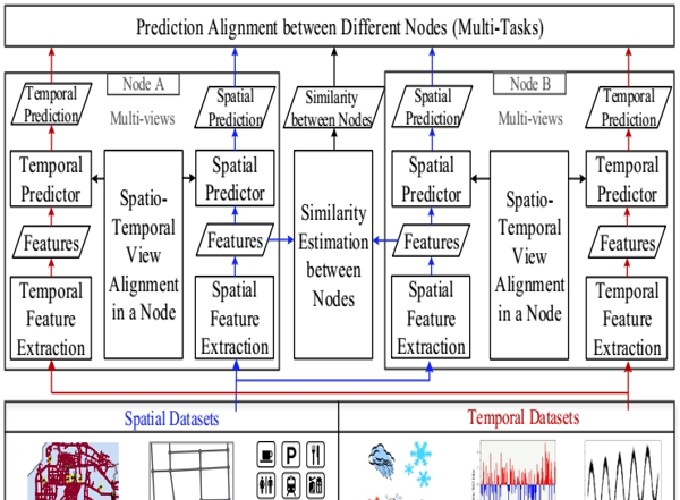 Prediction Alignment between Different Nodes (Multi-Tasks)
Node A
Node B
Temporal
Prediction
Multi-views
Spatial
Prediction
Similarity
between Nodes
Spatial
Prediction
Multi-views
Temporal
Prediction
Temporal
Predictor
Spatio-
Temporal
View
Alignment
in a Node
Spatial
Predictor
Similarity
Estimation
between
Nodes
Spatial
Predictor
Spatio-
Temporal
View
Alignment
in a Node
Temporal
Predictor
Features
Features
Features
Features
Temporal
Feature
Extraction
Spatial
Feature
Extraction
Spatial
Feature
Extraction
Temporal
Feature
Extraction
Spatial Datasets
Temporal Datasets
P